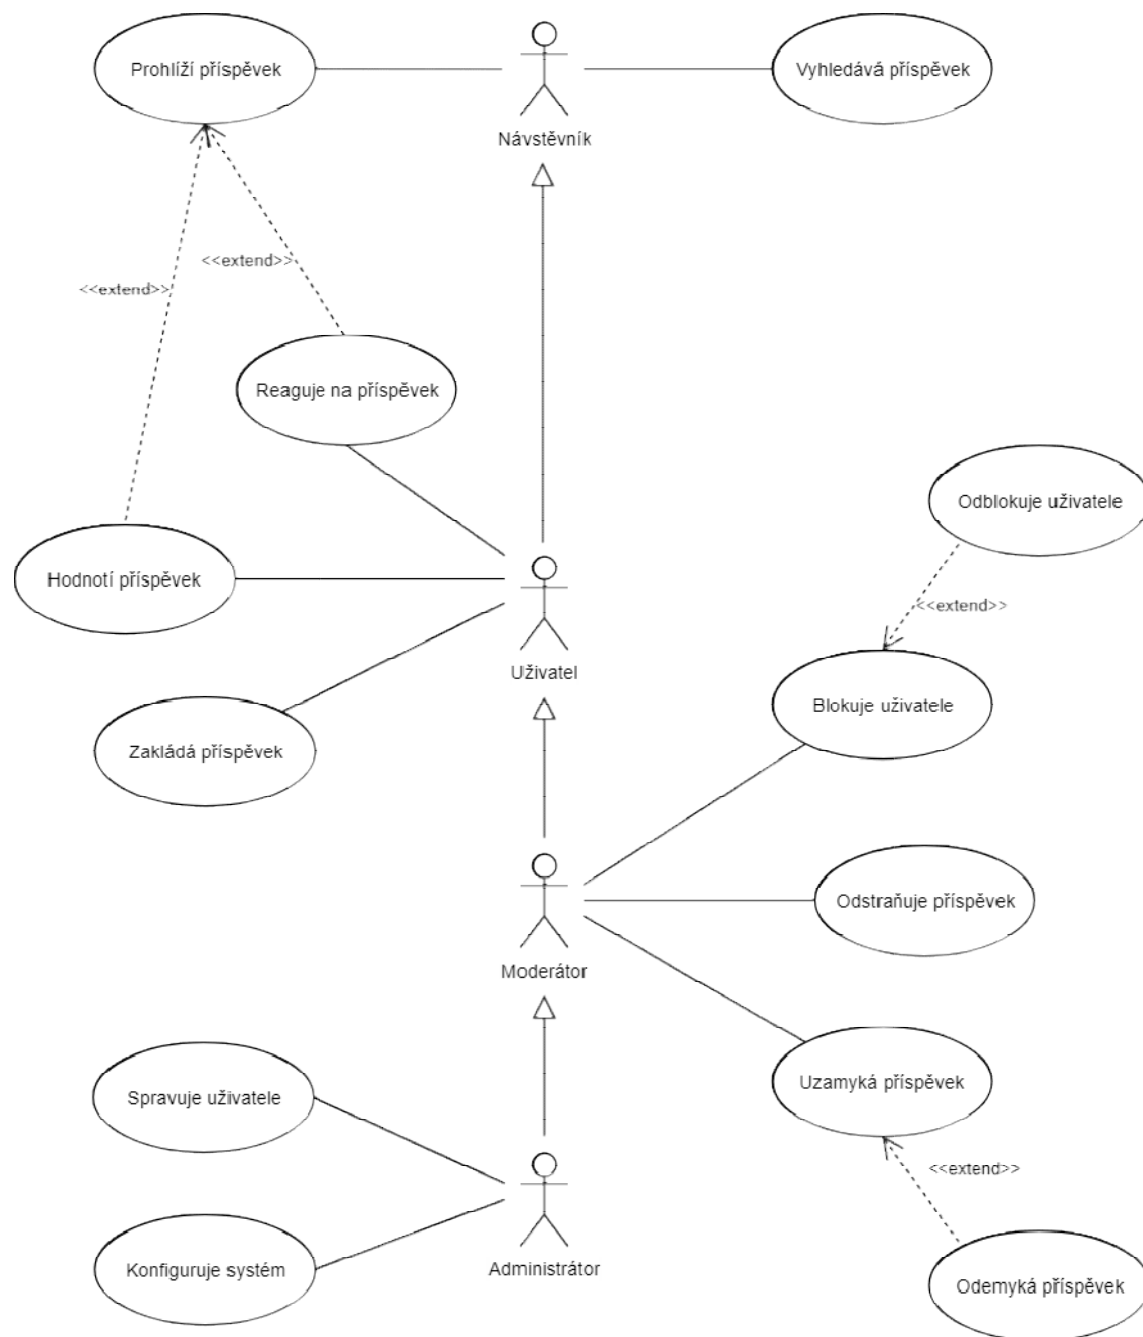 Prohlíží příspěvek
Vyhledává příspěvek
Návstěvník
<<extend>>
<<extend>>
Reaguje na příspěvek
Odblokuje uživatele
Hodnotí příspěvek
<<extend>>
Uživatel
Blokuje uživatele
Zakládá příspěvek
Odstraňuje příspěvek
Moderátor
Uzamyká příspěvek
Spravuje uživatele
<<extend>>
Administrátor
Konfiguruje systém
Odemyká příspěvek